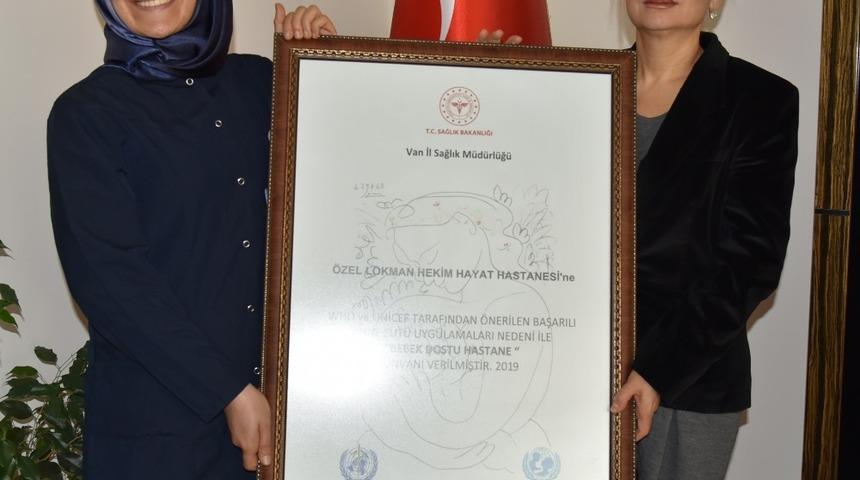 T.C. SAĞLIK BAKANLIĞI
Van İl Sağlık Müdürlüğü
ÖZEL LOKMAN HEKİM HAYAT HASTANESİ'ne
WHO ve UNICEF TARAFINDAN ÖNERİLEN BAŞARILI
SÜTÜ UYGULAMALARI NEDENİ İLE
BEBEK DOSTU HASTANE "
VERİLMİŞTİR. 2019